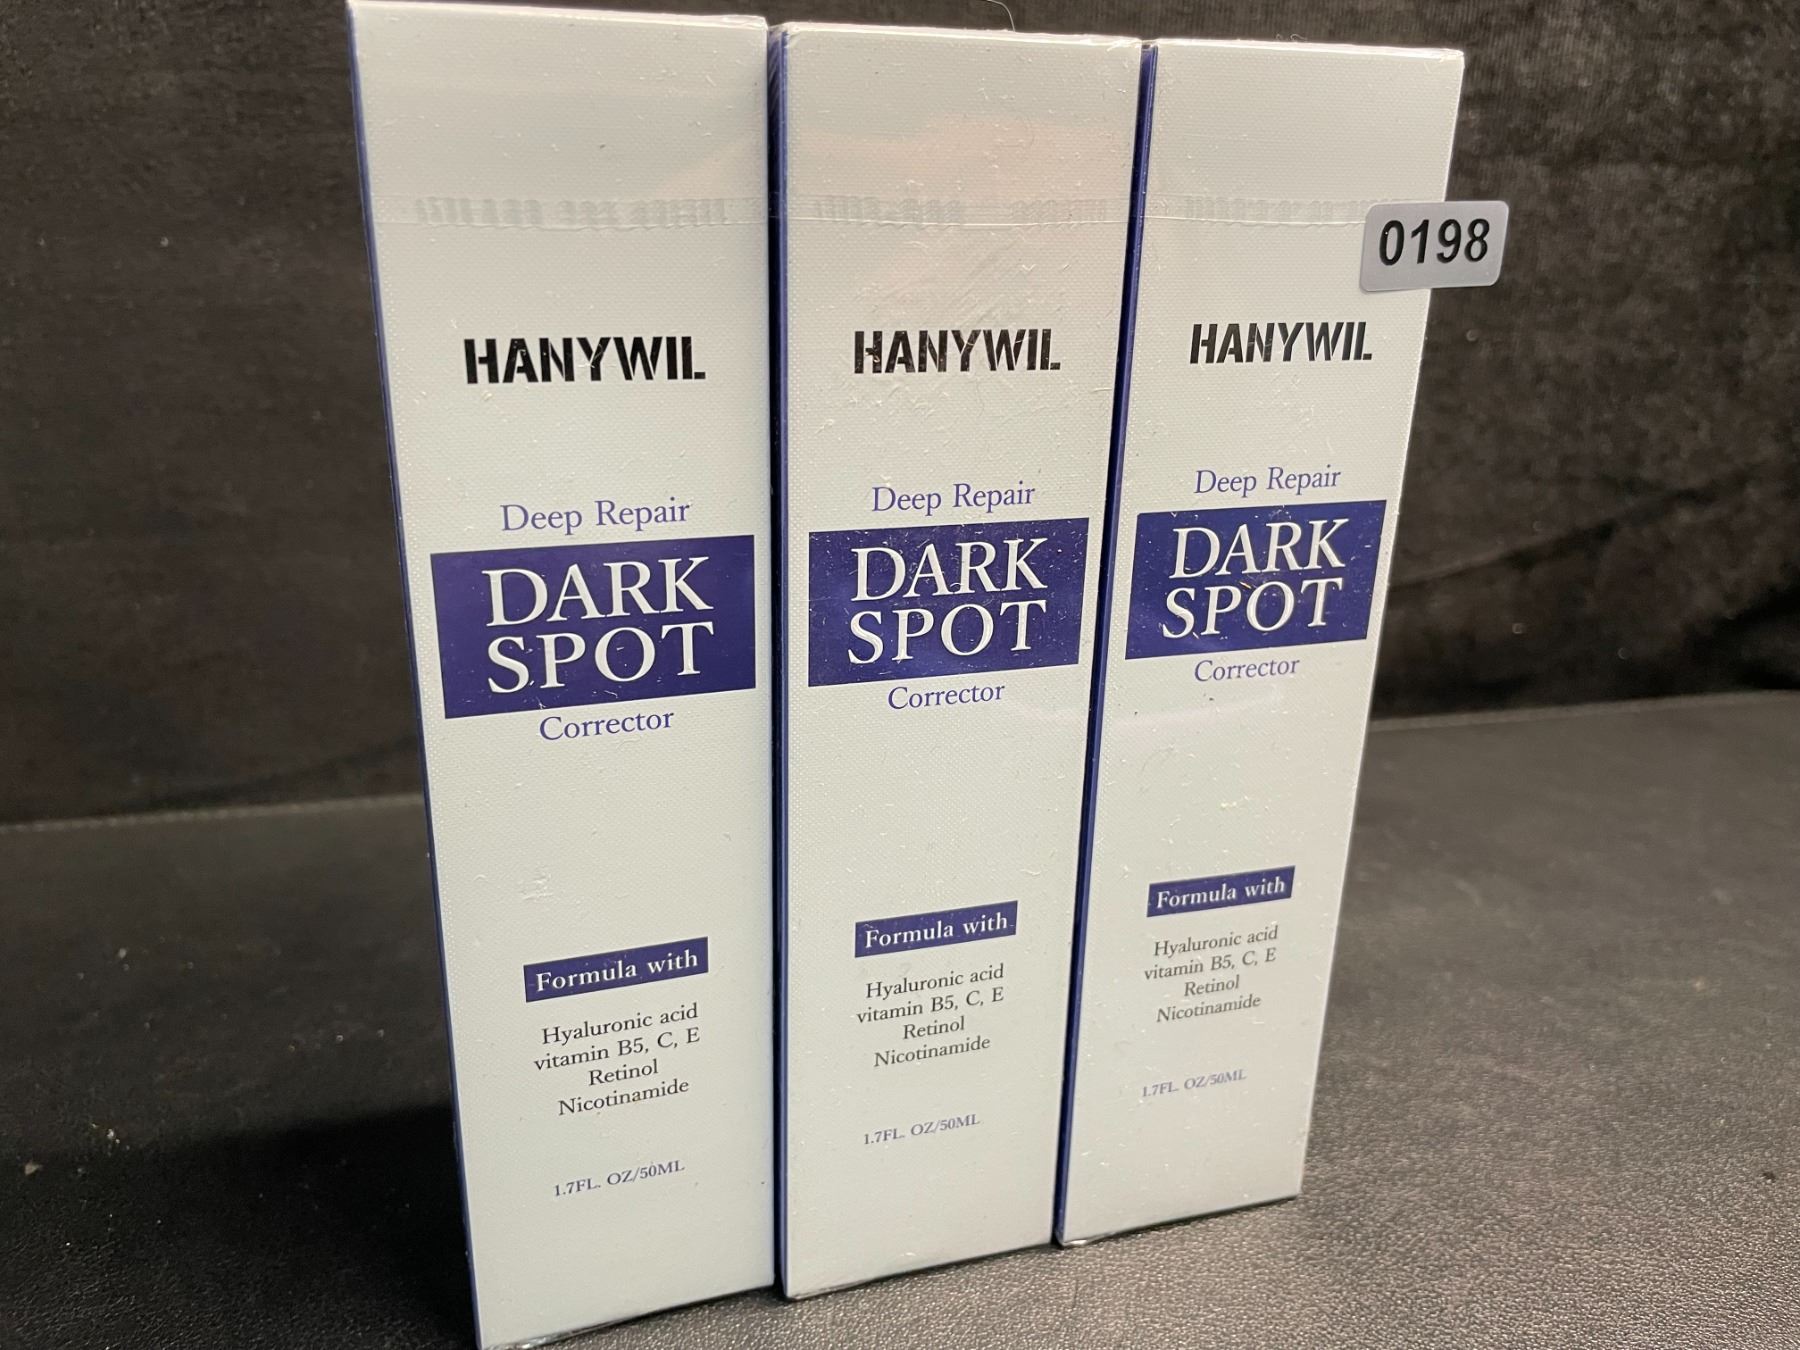 HANYWIL
Deep Repair
DARK
SPOT
Corrector
Formula with
Hyaluronic acid
vitamin B5, C, E
Retinol
Nicotinamide
1.7FL. OZ/50ML
HANYWIL
Deep Repair
DARK
SPOT
Corrector
Formula with
Hyaluronic acid
vitamin B5, C, E
Retinol
Nicotinamide
1.7FL. OZ/50ML
0198
HANYWIL
Deep Repair
DARK
SPOT
Corrector
Formula with
Hyaluronic acid
vitamin B5, C, E
Retinol
Nicotinamide
1.7FL. OZ/50ML